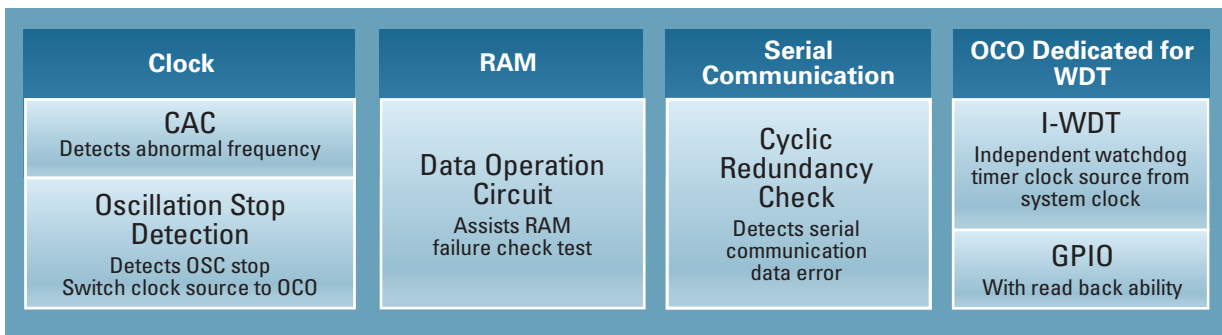 Clock
CAC
Detects abnormal frequency
Oscillation Stop
Detection
Detects OSC stop
Switch clock source to OCO
RAM
Data Operation
Circuit
Assists RAM
failure check test
Serial
Communication
Cyclic
Redundancy
Check
Detects serial
communication
data error
OCO Dedicated for
WDT
I-WDT
Independent watchdog
timer clock source from
system clock
GPIO
With read back ability